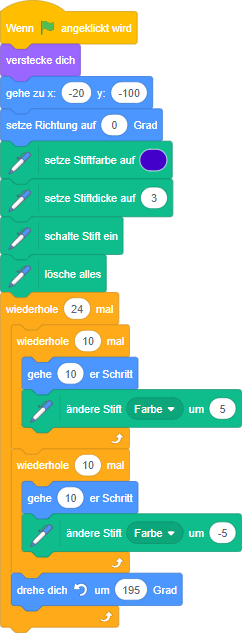 Wenn angeklickt wird
verstecke dich
gehe zu x: -20 y: -100
setze Richtung auf 0 Grad
setze Stiftfarbe auf
setze Stiftdicke auf 3
schalte Stift ein
lösche alles
wiederhole 24 mal
wiederhole 10 mal
gehe 10 er Schritt
ändere Stift Farbe um 5
wiederhole 10 mal
gehe 10 er Schritt
ändere Stift Farbe um -5
drehe dich um 195 Grad